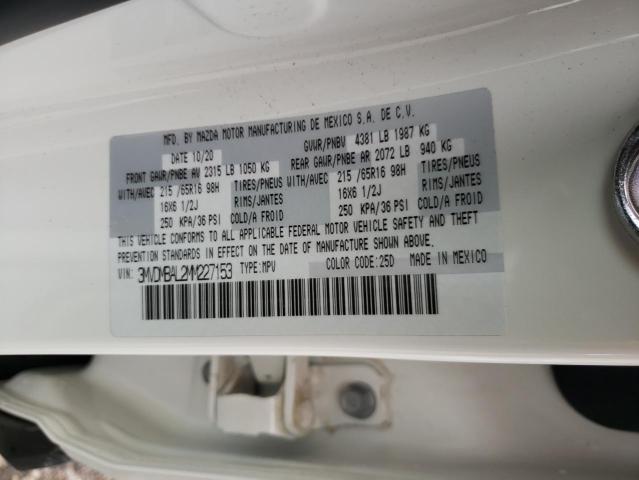 MFD. BY MAZDA MOTOR MANUFACTURING DE MEXICO S.A. DE C.V.
DATE 10/20 GVWR/PNBV 4381 LB 1987 KG
FRONT GAWR/PNBE AV 2315 LB 1050 KG REAR GAWR/PNBE AR 2072 LB 940 KG
WITH/AVEC 215 /65R16 98H TIRES/PNEUS WITH/AVEC 215 /65R16 98H TIRES/PNEUS
16X6 1/2J RIMS/JANTES 16X6 1/2J RIMS/JANTES
250 KPA/36 PSI COLD/A FROID 250 KPA/36 PSI COLD/A FROID
THIS VEHICLE CONFORMS TO ALL APPLICABLE FEDERAL MOTOR VEHICLE SAFETY AND THEFT
PREVENTION STANDARDS IN EFFECT ON THE DATE OF MANUFACTURE SHOWN ABOVE.
VIN: 3MVDMBAL2MM227153 TYPE:MPV COLOR CODE:25D MADE IN MEXICO